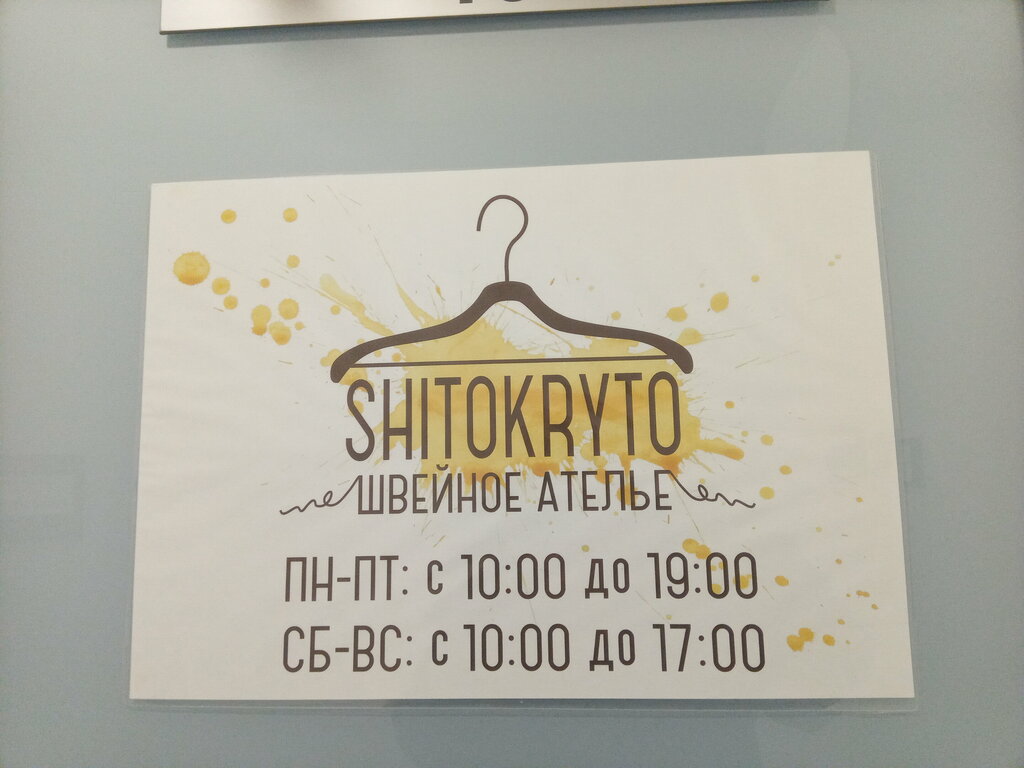 SHITOKRYTO
ШВЕЙНОЕ АТЕЛЬЕ
ПН-ПТ: с 10:00 до 19:00
СБ-ВС: с 10:00 до 17:00